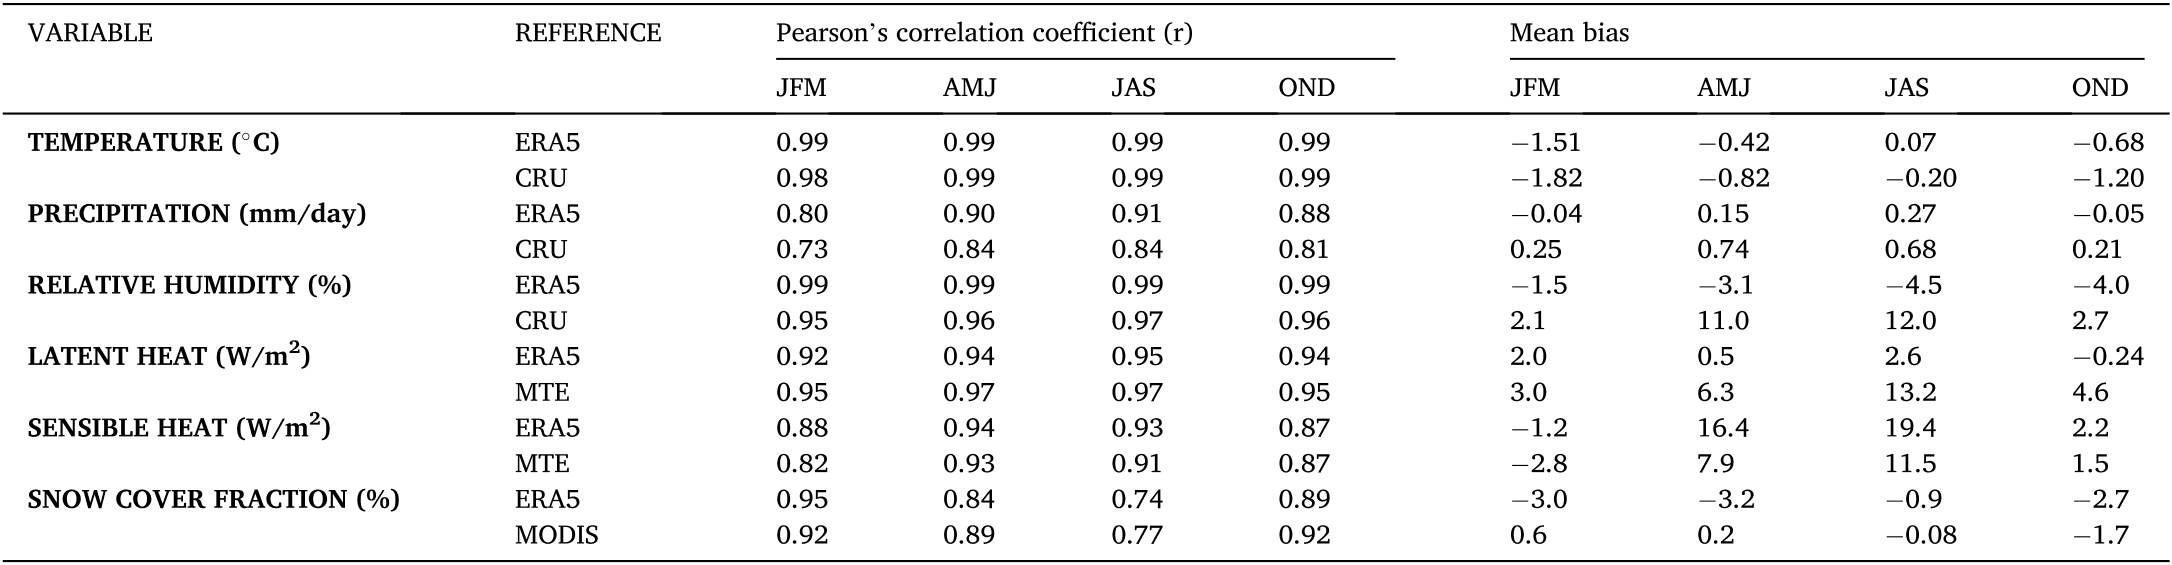 VARIABLE REFERENCE Pearson’s correlation coefficient (r) Mean bias
JFM AMJ JAS OND JFM AMJ JAS OND
TEMPERATURE (°C) ERA5 0.99 0.99 0.99 0.99 −1.51 −0.42 0.07 −0.68
CRU 0.98 0.99 0.99 0.99 −1.82 −0.82 −0.20 −1.20
PRECIPITATION (mm/day) ERA5 0.80 0.90 0.91 0.88 −0.04 0.15 0.27 −0.05
CRU 0.73 0.84 0.84 0.81 0.25 0.74 0.68 0.21
RELATIVE HUMIDITY (%) ERA5 0.99 0.99 0.99 0.99 −1.5 −3.1 −4.5 −4.0
CRU 0.95 0.96 0.97 0.96 2.1 11.0 12.0 2.7
LATENT HEAT (W/m²) ERA5 0.92 0.94 0.95 0.94 2.0 0.5 2.6 −0.24
MTE 0.95 0.97 0.97 0.95 3.0 6.3 13.2 4.6
SENSIBLE HEAT (W/m²) ERA5 0.88 0.94 0.93 0.87 −1.2 16.4 19.4 2.2
MTE 0.82 0.93 0.91 0.87 −2.8 7.9 11.5 1.5
SNOW COVER FRACTION (%) ERA5 0.95 0.84 0.74 0.89 −3.0 −3.2 −0.9 −2.7
MODIS 0.92 0.89 0.77 0.92 0.6 0.2 −0.08 −1.7